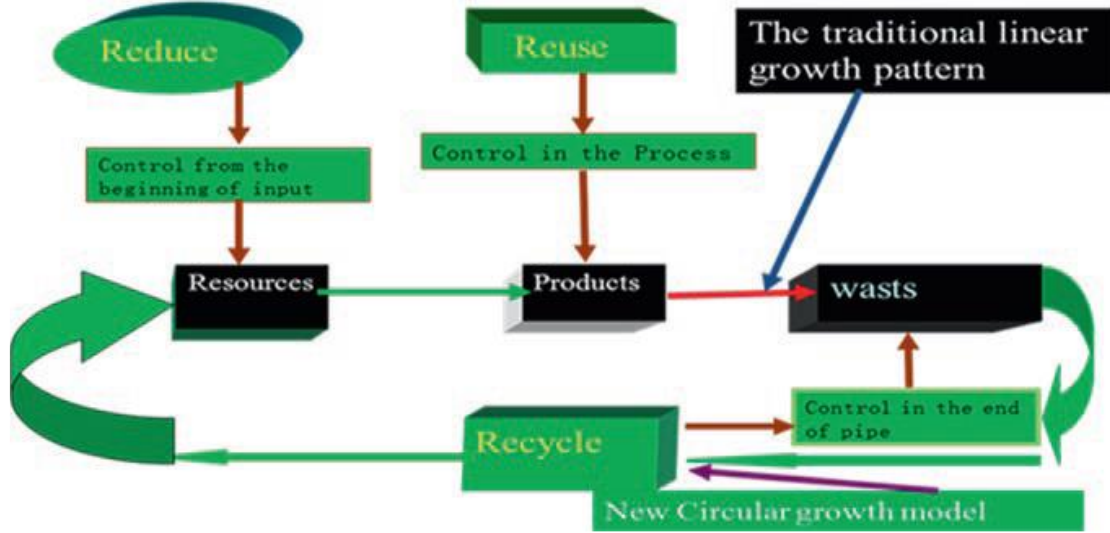 Reduce
Reuse
The traditional linear
growth pattern
Control from the
beginning of input
Control in the Process
Resources
Products
wasts
Control in the end
of pipe
Recycle
New Circular growth model